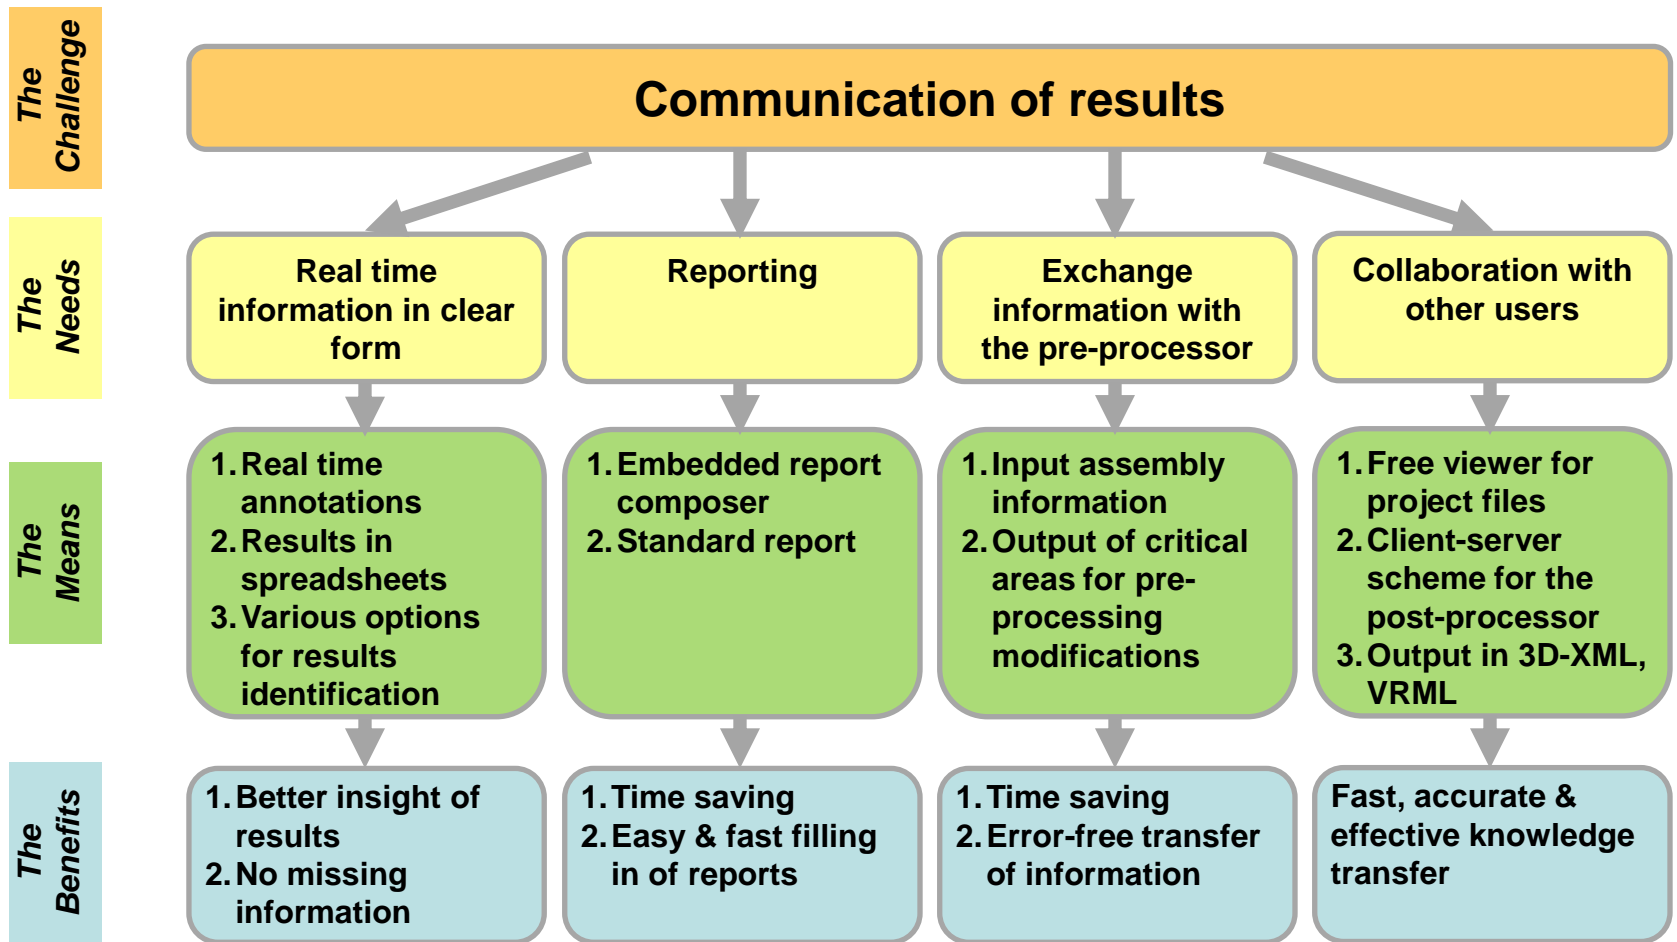 The
Challenge
Communication of results
The
Needs
Real time
information in clear
form
Reporting
Exchange
information with
the pre-processor
Collaboration with
other users
The
Means
1. Real time
annotations
2. Results in
spreadsheets
3. Various options
for results
identification
1. Embedded report
composer
2. Standard report
1. Input assembly
information
2. Output of critical
areas for pre-
processing
modifications
1. Free viewer for
project files
2. Client-server
scheme for the
post-processor
3. Output in 3D-XML,
VRML
The
Benefits
1. Better insight of
results
2. No missing
information
1. Time saving
2. Easy & fast filling
in of reports
1. Time saving
2. Error-free transfer
of information
Fast, accurate &
effective knowledge
transfer